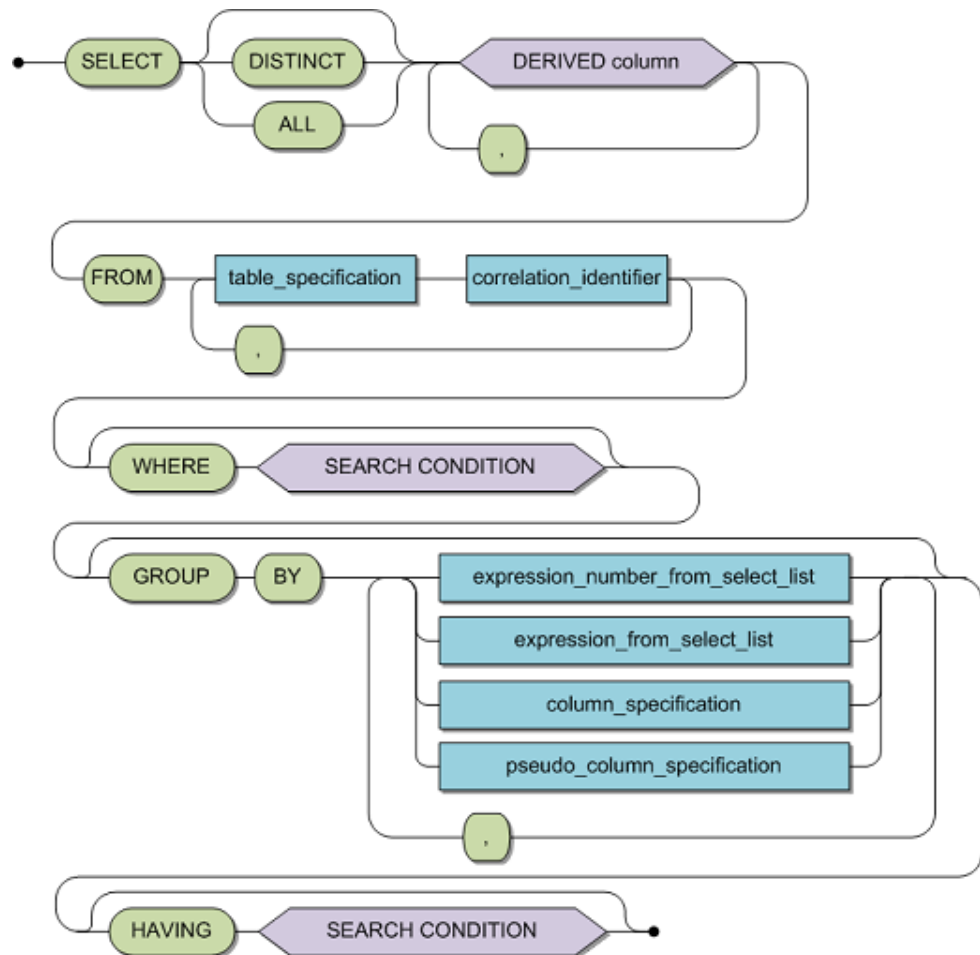 SELECT
DISTINCT
DERIVED column
ALL
,
FROM
table_specification
correlation_identifier
,
WHERE
SEARCH CONDITION
GROUP
BY
expression_number_from_select_list
expression_from_select_list
column_specification
pseudo_column_specification
,
HAVING
SEARCH CONDITION